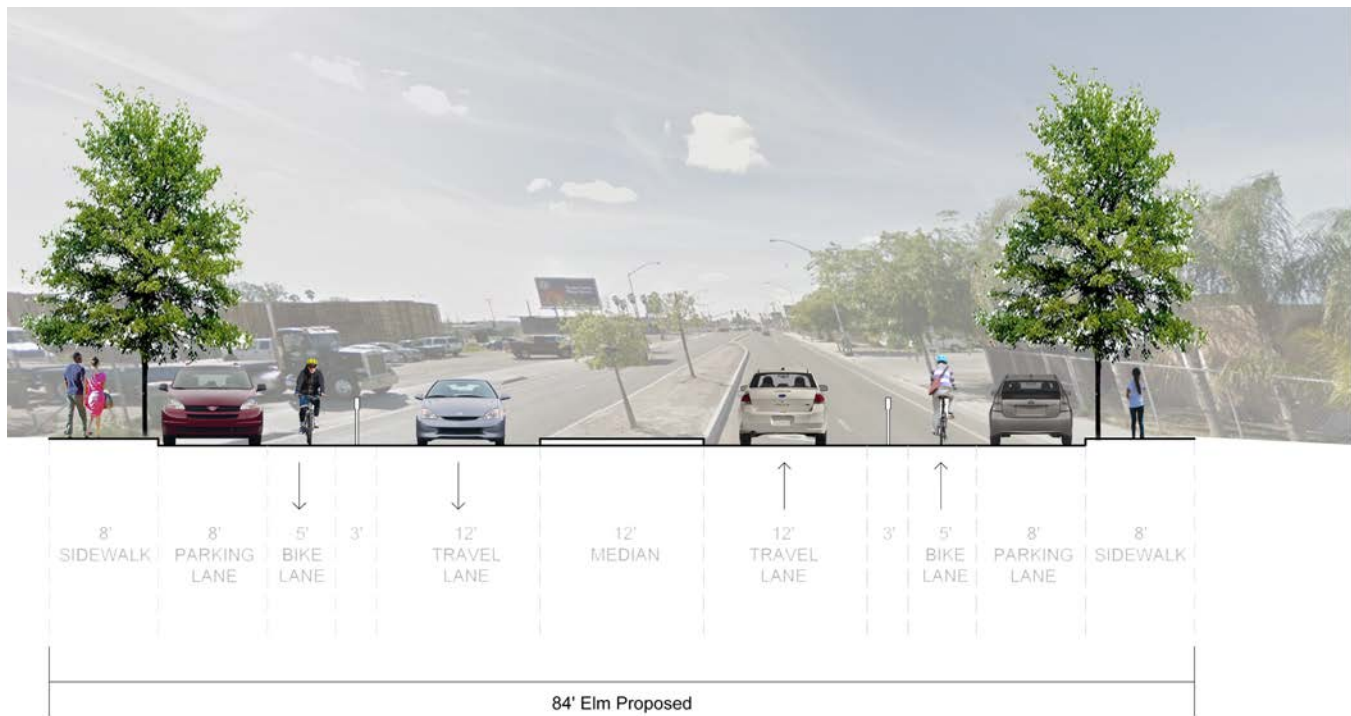 8'
SIDEWALK
8'
PARKING
LANE
5'
BIKE
LANE
3'
12'
TRAVEL
LANE
12'
MEDIAN
12'
TRAVEL
LANE
3'
5'
BIKE
LANE
8'
PARKING
LANE
8'
SIDEWALK
84' Elm Proposed